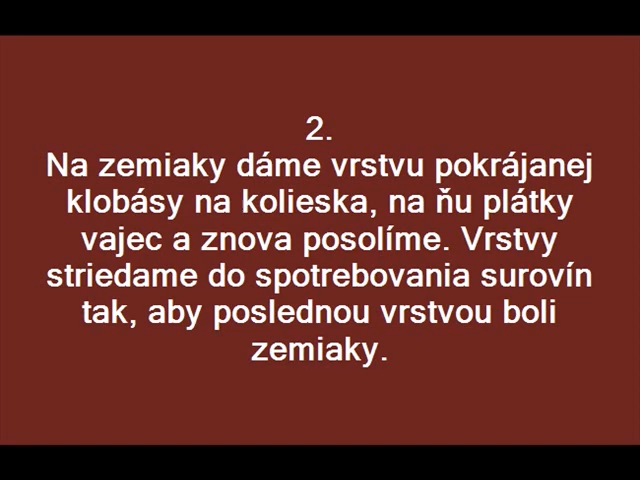 2.
Na zemiaky dáme vrstvu pokrájanej
klobásy na kolieska, na ňu plátky
vajec a znova posolíme. Vrstvy
striedame do spotrebovania surovín
tak, aby poslednou vrstvou boli
zemiaky.